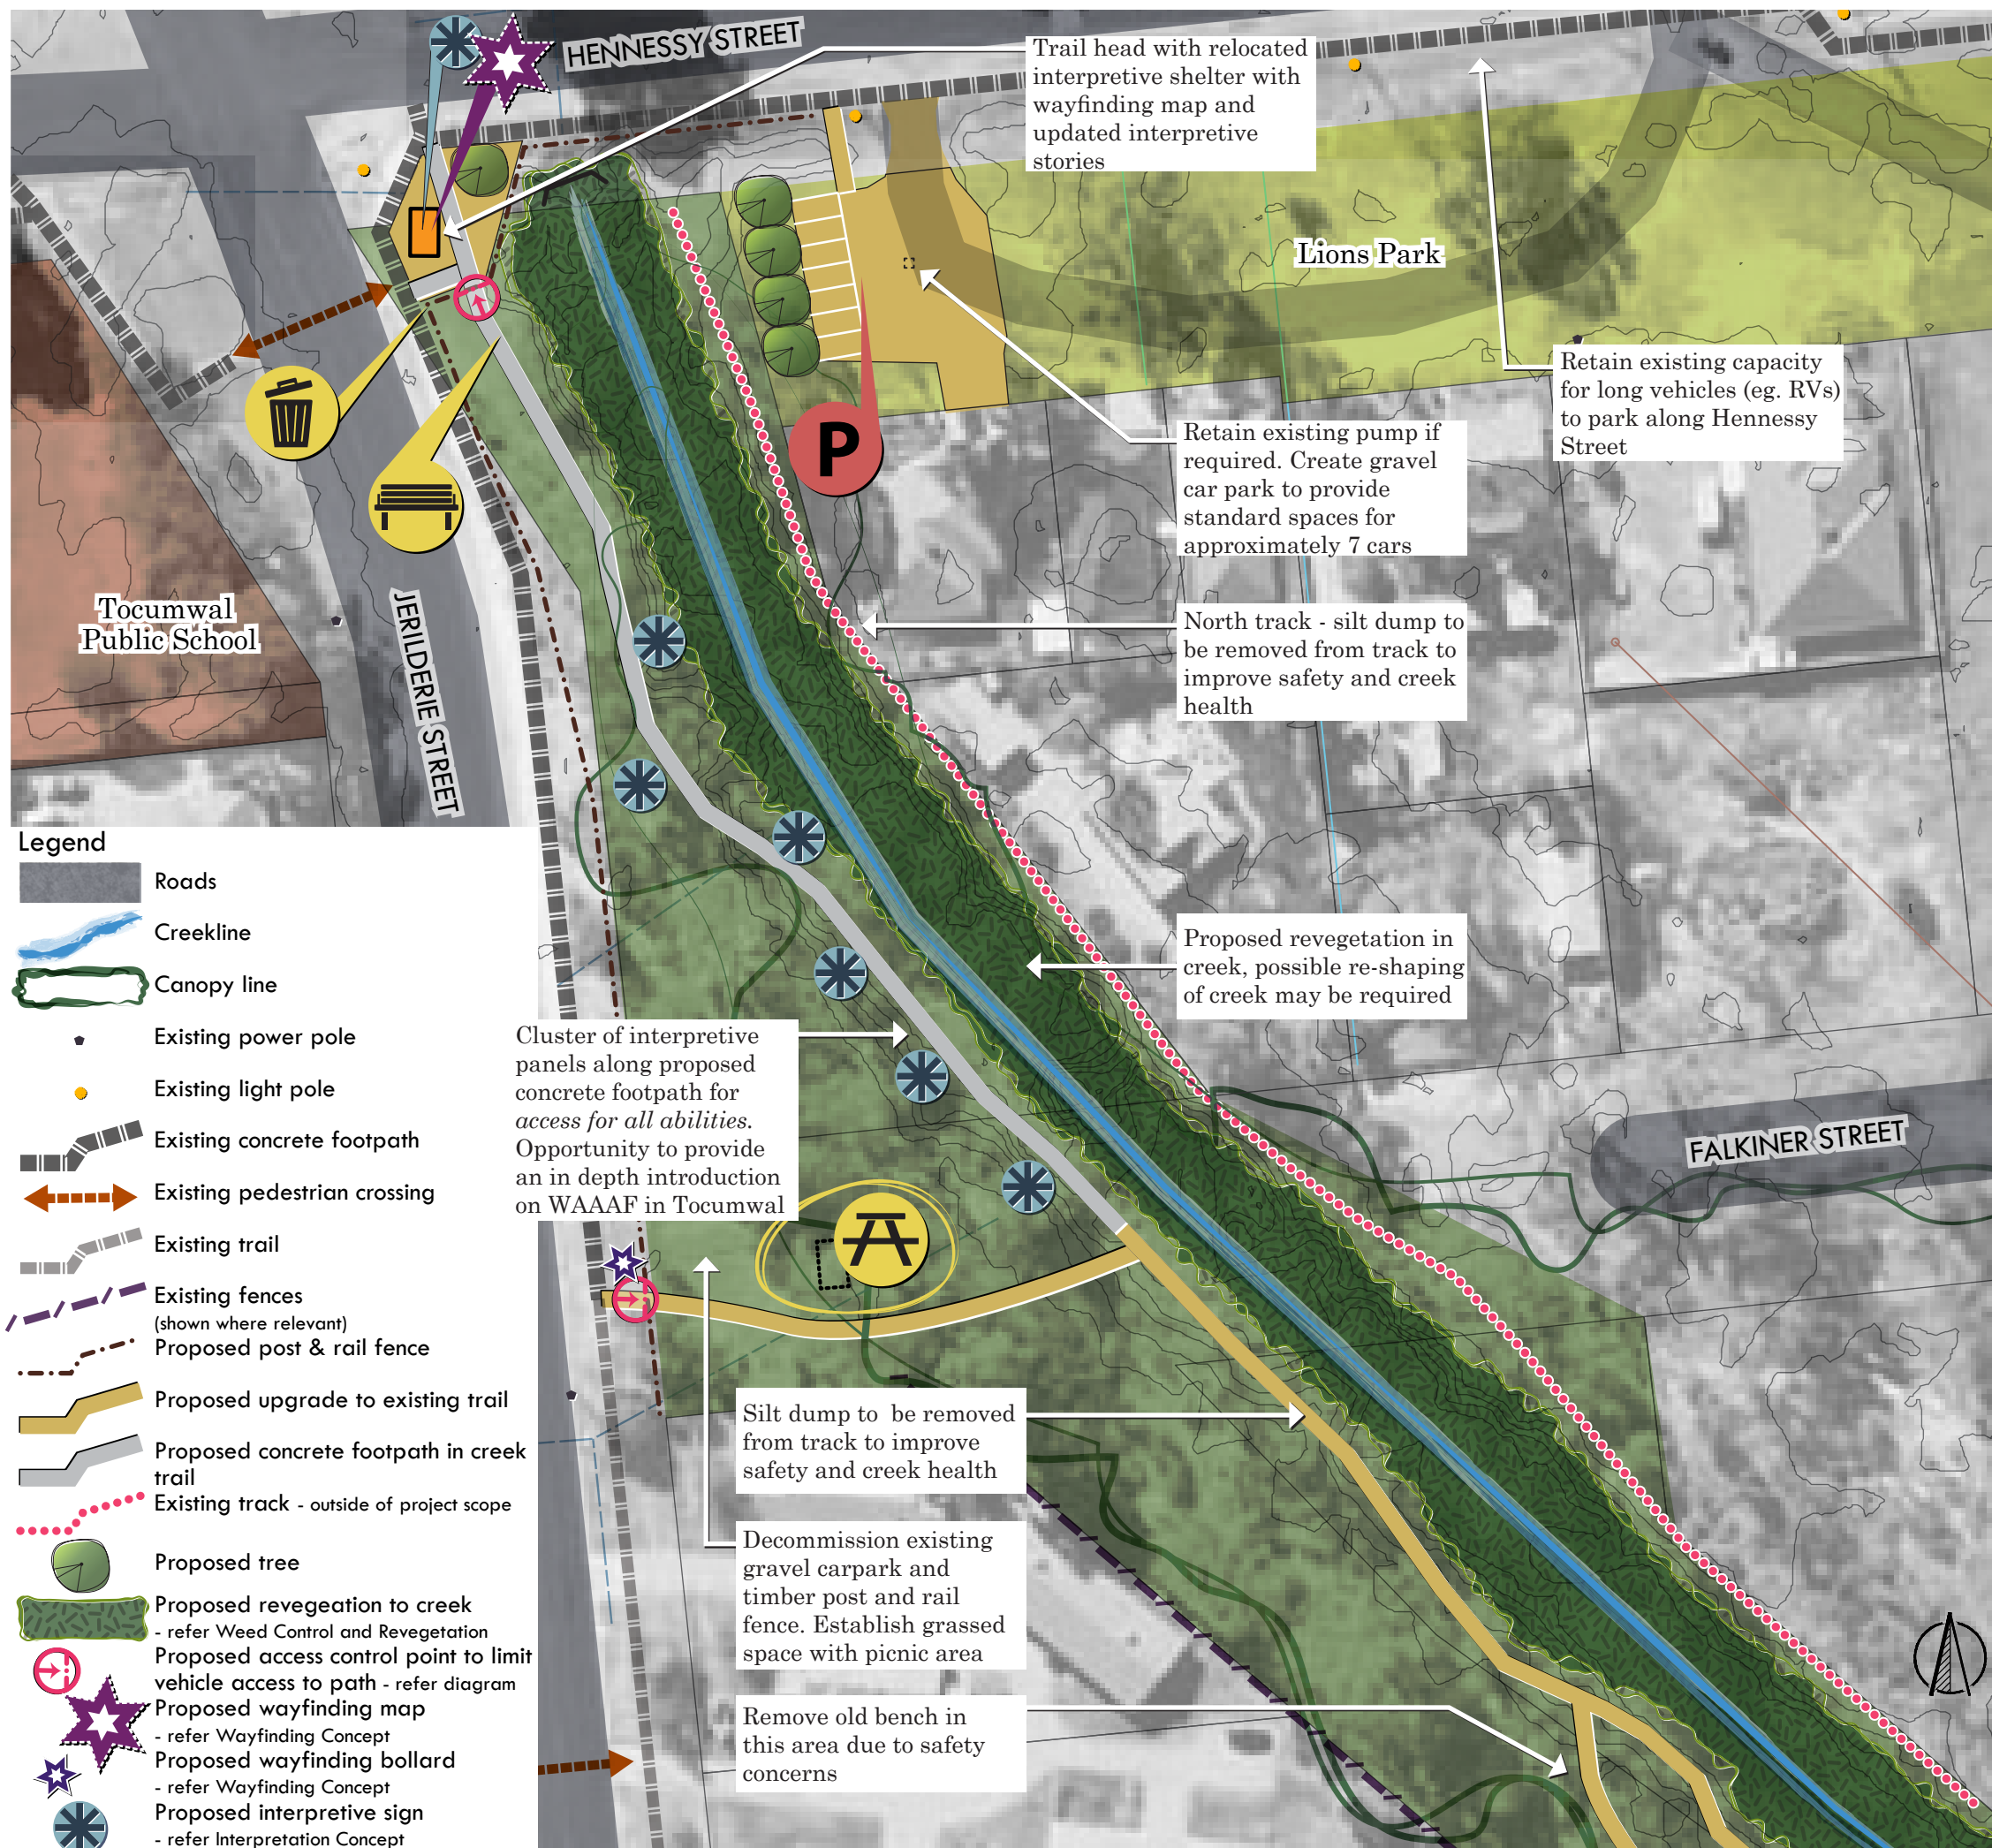 HENNESSY STREET
Trail head with relocated
interpretive shelter with
wayfinding map and
updated interpretive
stories
Lions Park
Retain existing capacity
for long vehicles (eg. RVs)
to park along Hennessy
Street
P
Retain existing pump if
required. Create gravel
car park to provide
standard spaces for
approximately 7 cars
Tocumwal
Public School
JERILDERIE STREET
North track - silt dump to
be removed from track to
improve safety and creek
health
Proposed revegetation in
creek, possible re-shaping
of creek may be required
Cluster of interpretive
panels along proposed
concrete footpath for
access for all abilities.
Opportunity to provide
an in depth introduction
on WAAAF in Tocumwal
FALKINER STREET
Silt dump to be removed
from track to improve
safety and creek health
Decommission existing
gravel carpark and
timber post and rail
fence. Establish grassed
space with picnic area
Remove old bench in
this area due to safety
concerns
Legend
Roads
Creekline
Canopy line
Existing power pole
Existing light pole
Existing concrete footpath
Existing pedestrian crossing
Existing trail
Existing fences
(shown where relevant)
Proposed post & rail fence
Proposed upgrade to existing trail
Proposed concrete footpath in creek
trail
Existing track - outside of project scope
Proposed tree
Proposed revegeation to creek
- refer Weed Control and Revegetation
Proposed access control point to limit
vehicle access to path - refer diagram
Proposed wayfinding map
- refer Wayfinding Concept
Proposed wayfinding bollard
- refer Wayfinding Concept
Proposed interpretive sign
- refer Interpretation Concept